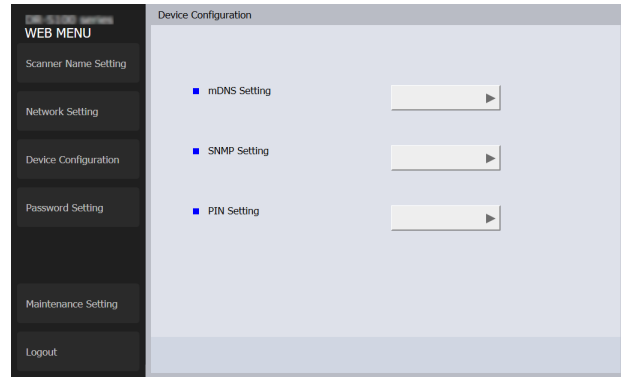 WEB MENU
Device Configuration
Scanner Name Setting
Network Setting
Device Configuration
Password Setting
Maintenance Setting
Logout
mDNS Setting
SNMP Setting
PIN Setting